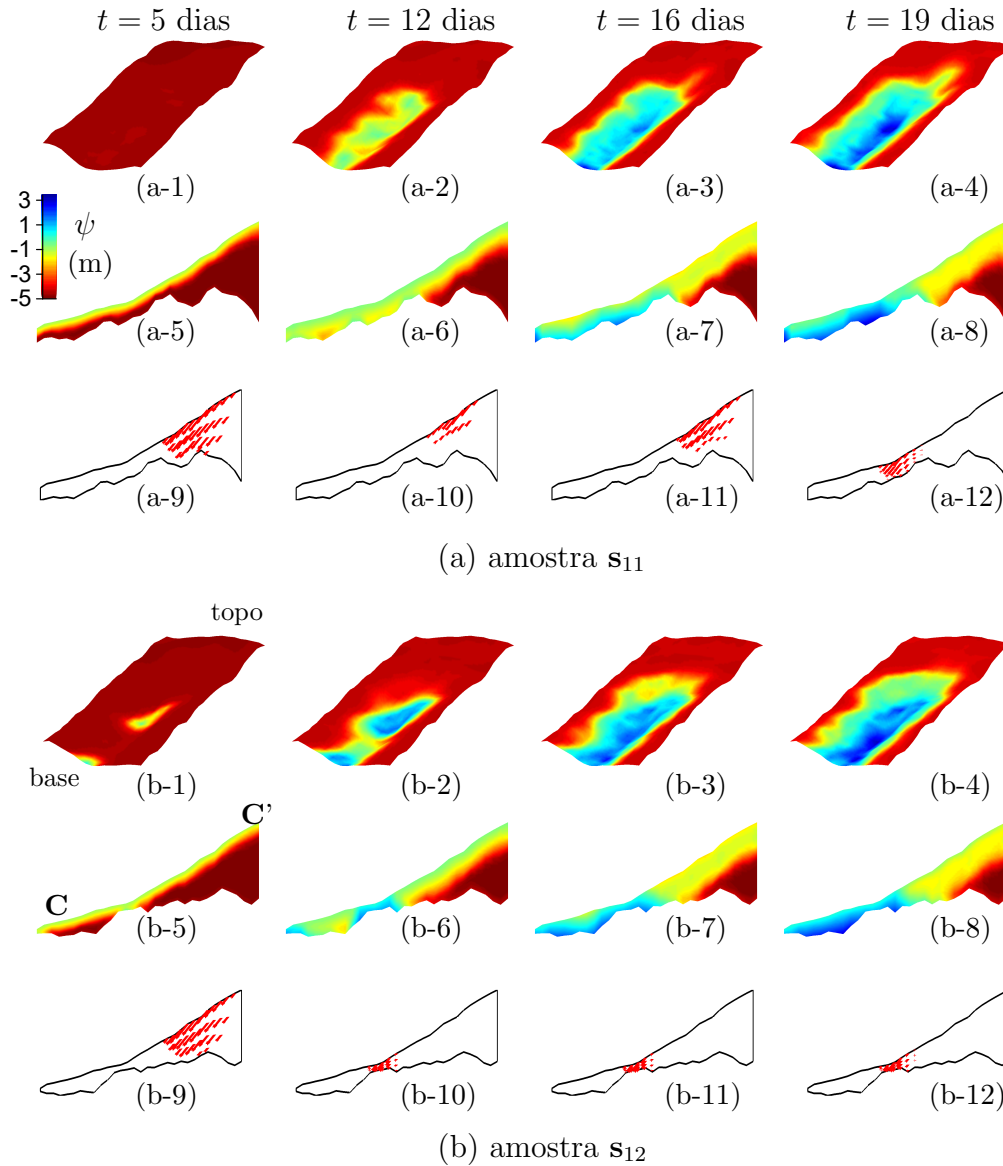 t = 5 dias t = 12 dias t = 16 dias t = 19 dias
(a-1) (a-2) (a-3) (a-4)
3
1
-1
-3
-5
ψ
(m)
(a-5) (a-6) (a-7) (a-8)
(a-9) (a-10) (a-11) (a-12)
(a) amostra s₁₁
topo
base
(b-1) (b-2) (b-3) (b-4)
C'
C
(b-5) (b-6) (b-7) (b-8)
(b-9) (b-10) (b-11) (b-12)
(b) amostra s₁₂